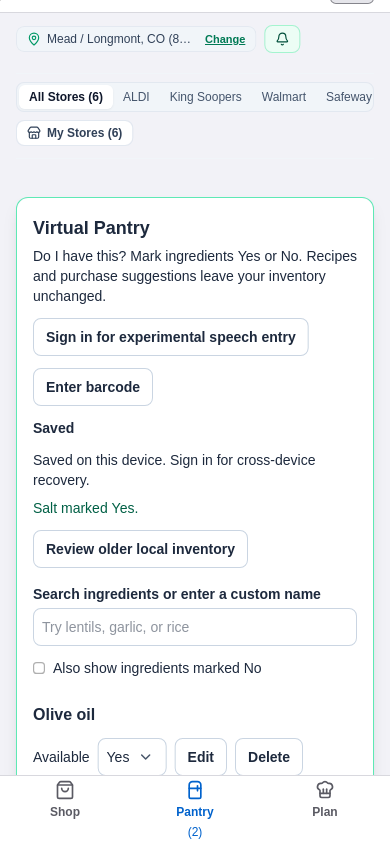 Mead / Longmont, CO (8... Change
All Stores (6) ALDI King Soopers Walmart Safeway
My Stores (6)
Virtual Pantry
Do I have this? Mark ingredients Yes or No. Recipes
and purchase suggestions leave your inventory
unchanged.
Sign in for experimental speech entry
Enter barcode
Saved
Saved on this device. Sign in for cross-device
recovery.
Salt marked Yes.
Review older local inventory
Search ingredients or enter a custom name
Try lentils, garlic, or rice
Also show ingredients marked No
Olive oil
Available Yes Edit Delete
Shop Pantry Plan
(2)